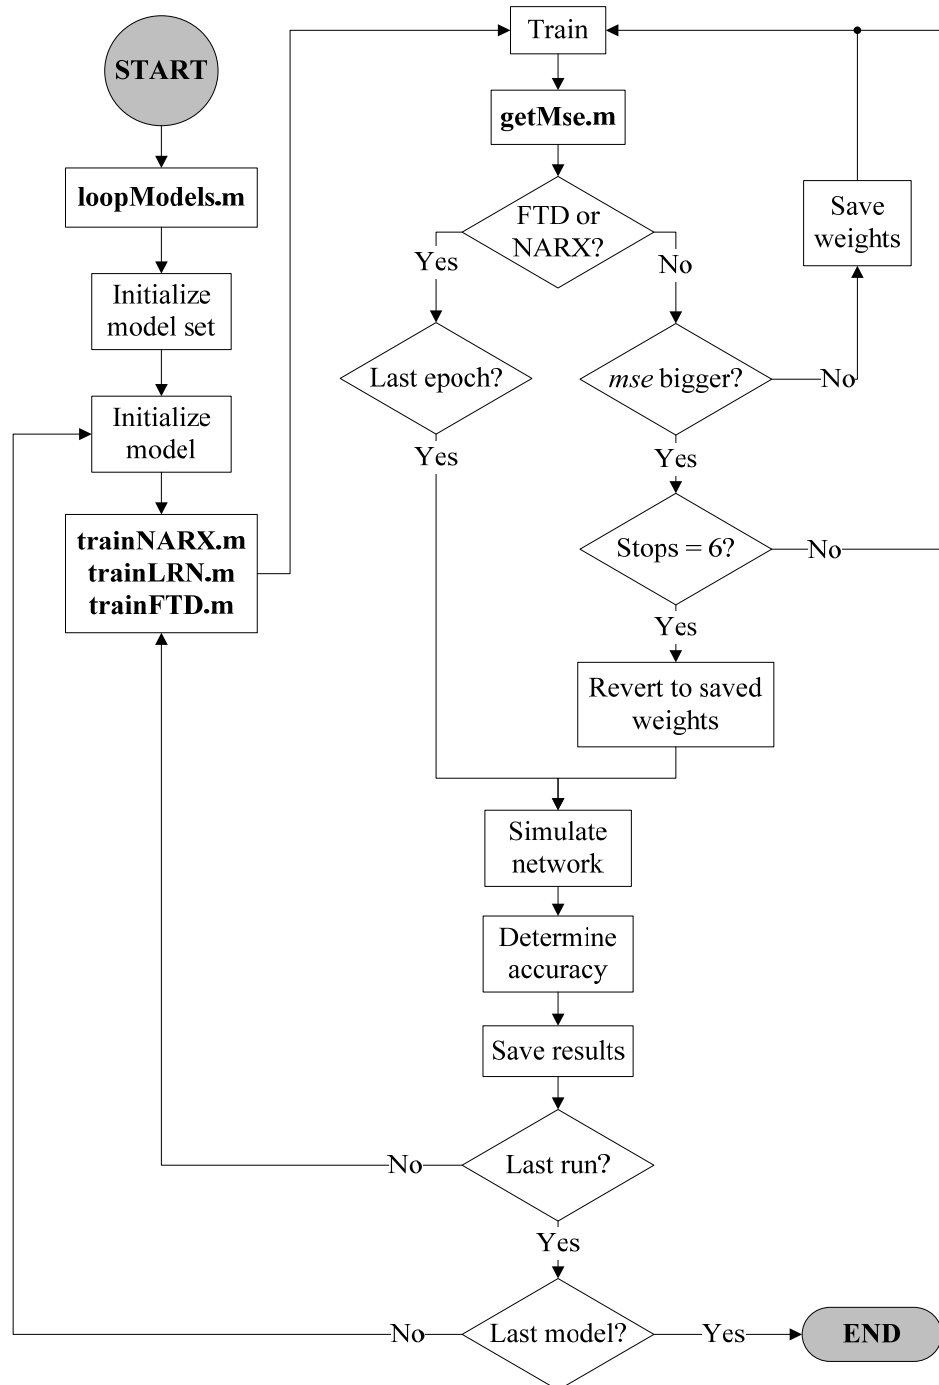 START
loopModels.m
Initialize
model set
Initialize
model
trainNARX.m
trainLRN.m
trainFTD.m
Train
getMse.m
FTD or
NARX?
Yes
No
Save
weights
Last epoch?
mse bigger?
No
Yes
Yes
Stops = 6?
No
Yes
Revert to saved
weights
Simulate
network
Determine
accuracy
Save results
Last run?
No
Yes
Last model?
No
Yes
END